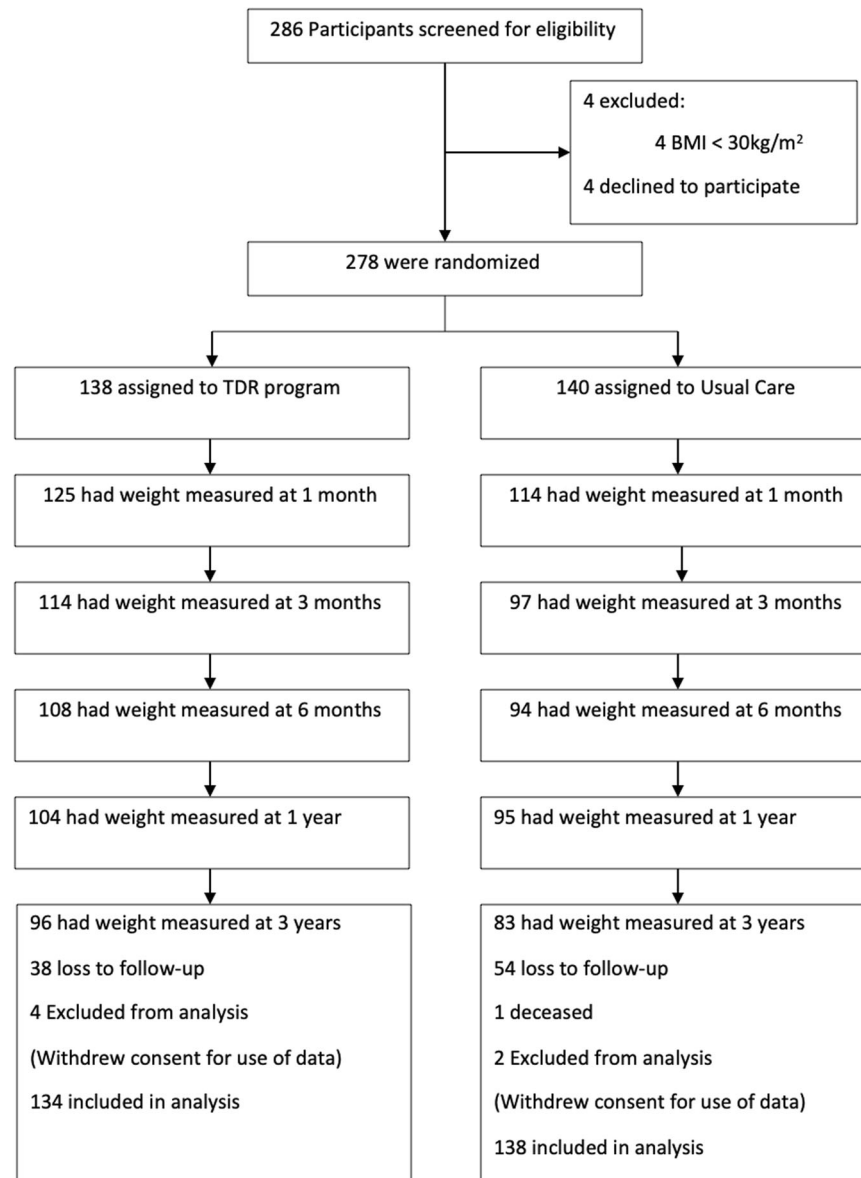 286 Participants screened for eligibility
4 excluded:
4 BMI < 30kg/m²
4 declined to participate
278 were randomized
138 assigned to TDR program
140 assigned to Usual Care
125 had weight measured at 1 month
114 had weight measured at 1 month
114 had weight measured at 3 months
97 had weight measured at 3 months
108 had weight measured at 6 months
94 had weight measured at 6 months
104 had weight measured at 1 year
95 had weight measured at 1 year
96 had weight measured at 3 years
38 loss to follow-up
4 Excluded from analysis
(Withdrew consent for use of data)
134 included in analysis
83 had weight measured at 3 years
54 loss to follow-up
1 deceased
2 Excluded from analysis
(Withdrew consent for use of data)
138 included in analysis